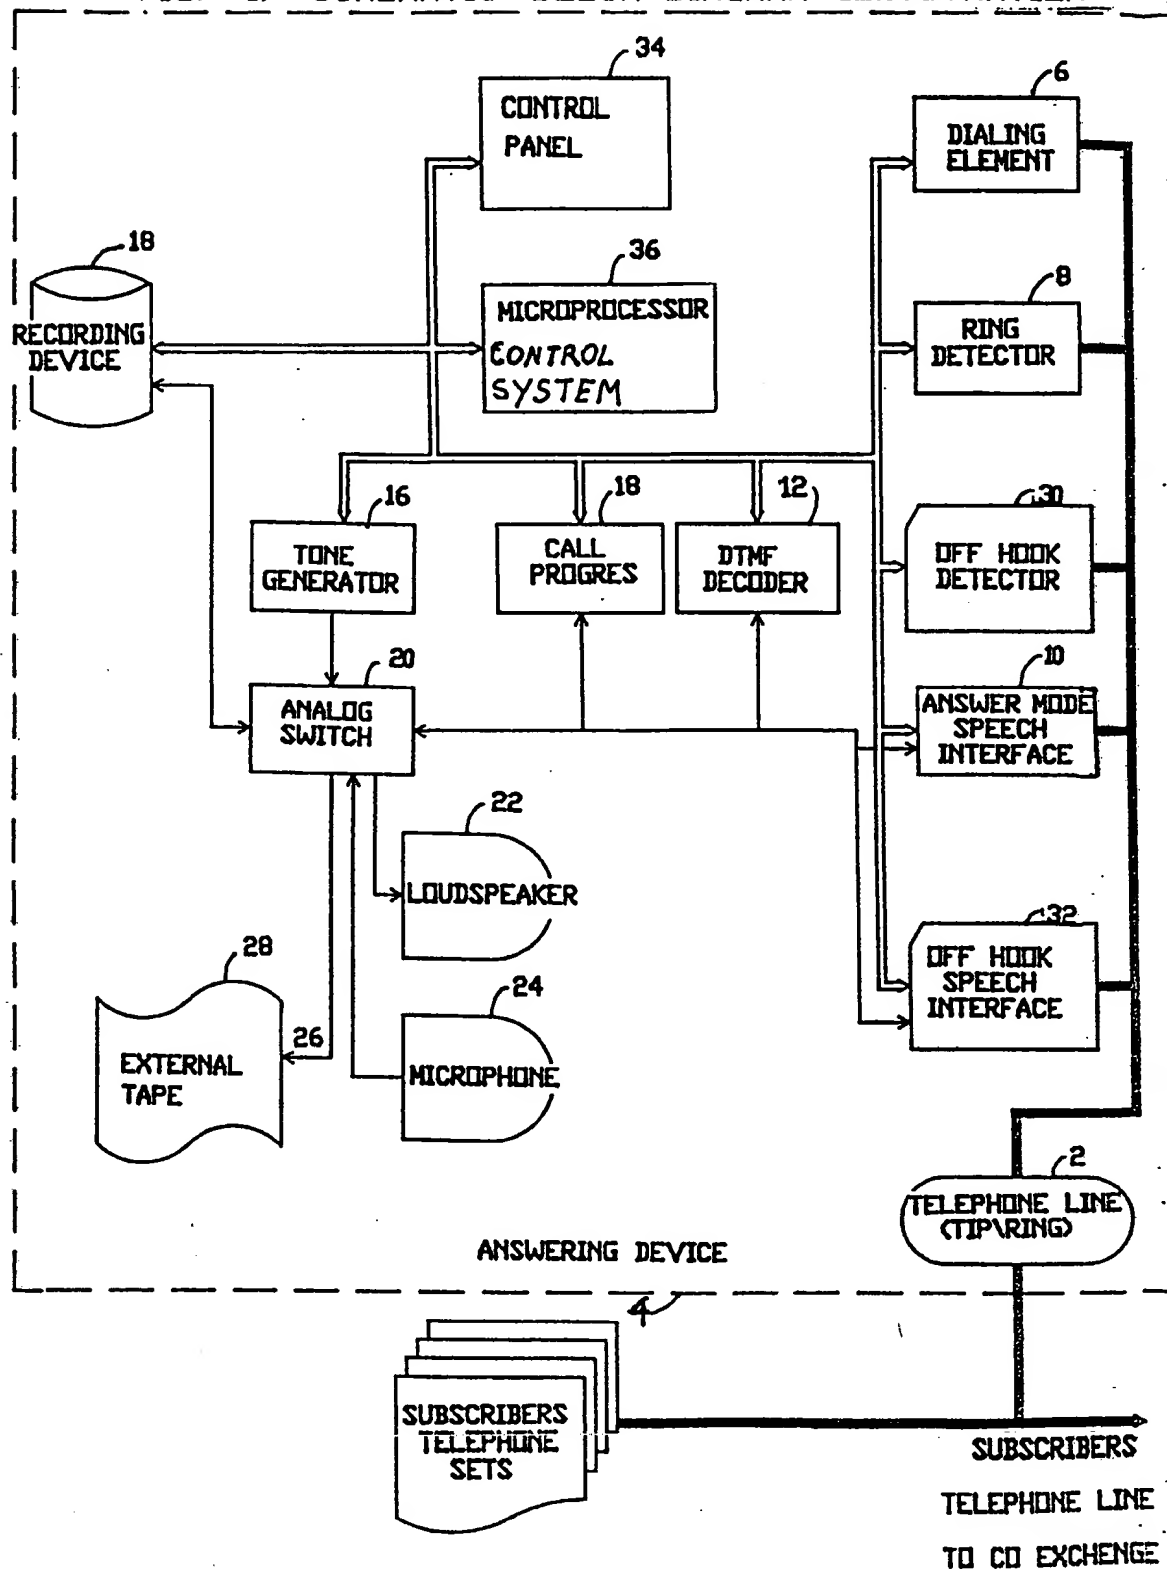 34
CONTROL
PANEL
6
DIALING
ELEMENT
18
RECORDING
DEVICE
36
MICROPROCESSOR
CONTROL
SYSTEM
8
RING
DETECTOR
16
TONE
GENERATOR
18
CALL
PROGRES
12
DTMF
DECODER
30
OFF HOOK
DETECTOR
20
ANALOG
SWITCH
10
ANSWER MODE
SPEECH
INTERFACE
22
LOUDSPEAKER
28
EXTERNAL
TAPE
26
24
MICROPHONE
32
OFF HOOK
SPEECH
INTERFACE
2
TELEPHONE LINE
(TIP\RING)
ANSWERING DEVICE
4
SUBSCRIBERS
TELEPHONE
SETS
SUBSCRIBERS
TELEPHONE LINE
TO CO EXCHENGE